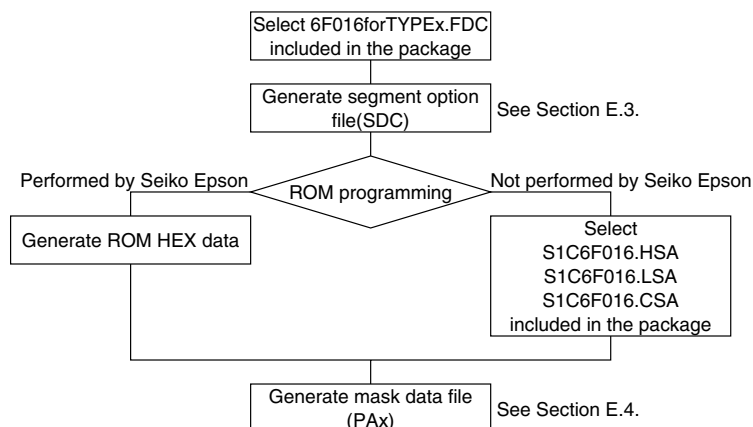 Select 6F016forTYPEx.FDC
included in the package
Generate segment option
file(SDC)
See Section E.3.
Performed by Seiko Epson
ROM programming
Not performed by Seiko Epson
Generate ROM HEX data
Select
S1C6F016.HSA
S1C6F016.LSA
S1C6F016.CSA
included in the package
Generate mask data file
(PAx)
See Section E.4.